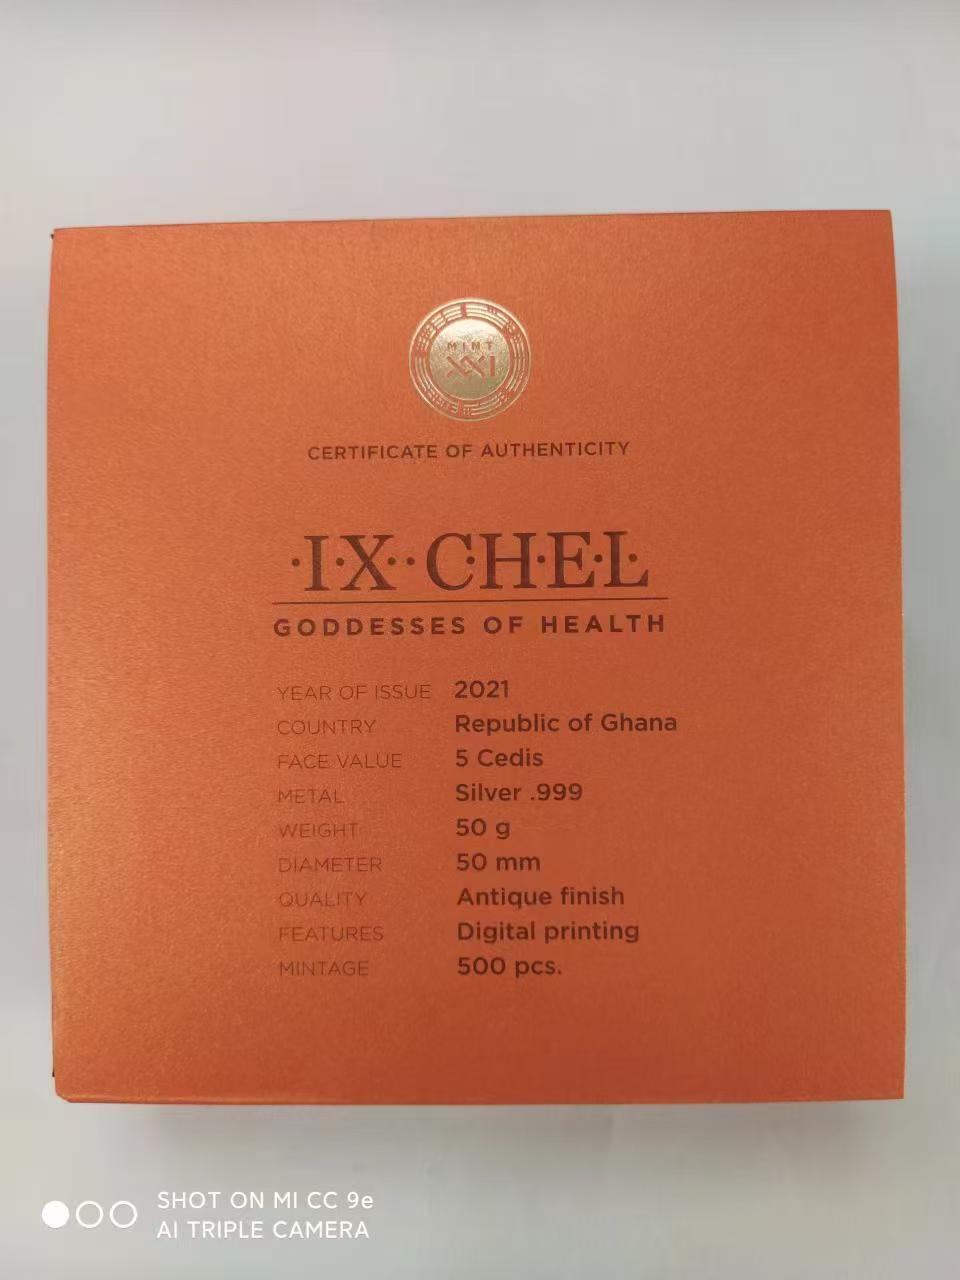 MINT
XXI
CERTIFICATE OF AUTHENTICITY
·I·X··C·H·E·L·
GODDESSES OF HEALTH
YEAR OF ISSUE 2021
COUNTRY Republic of Ghana
FACE VALUE 5 Cedis
METAL Silver .999
WEIGHT 50 g
DIAMETER 50 mm
QUALITY Antique finish
FEATURES Digital printing
MINTAGE 500 pcs.
SHOT ON MI CC 9e
AI TRIPLE CAMERA